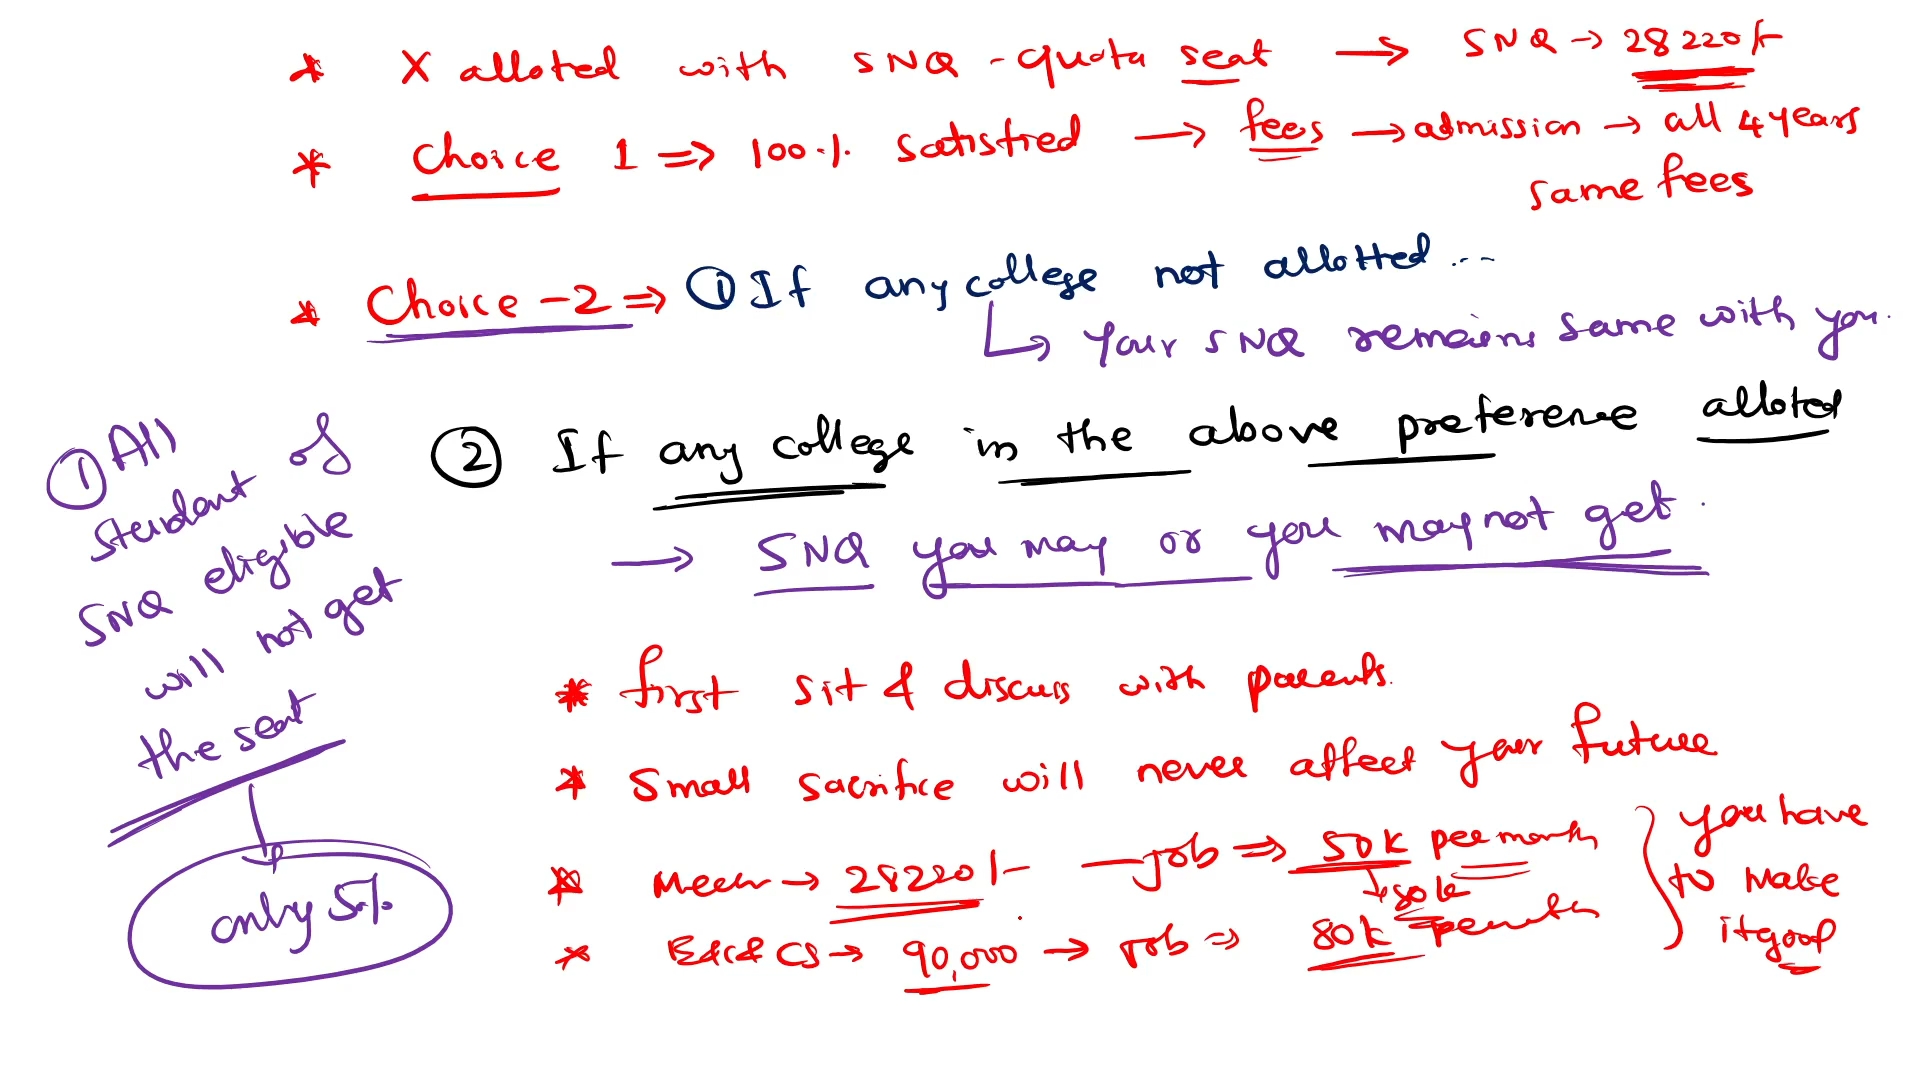 * X alloted with SNQ -quota seat → SNQ → 28220/-
* Choice 1 => 100.1. satisfied → fees → admission → all 4 years
same fees
* Choice -2 => ① If any college not allotted ...
↳ Your SNQ remains same with you.
② If any college in the above preference alloted
→ SNQ you may or you may not get.
① All
student of
SNQ eligible
will not get
the seat
only 5%
* first sit & discuss with parents.
* Small sacrifice will never affect your future
* Mech → 28220/- — job => 50K per month
↓ 80k
* E&C & CS → 90,000 → job => 80K per month
you have
to make
it good